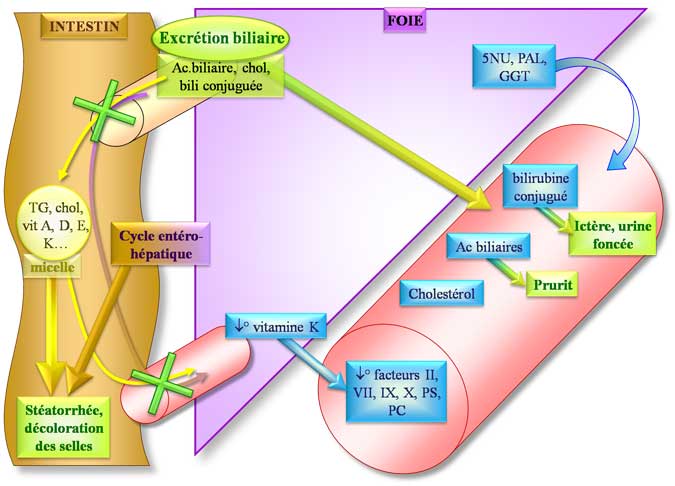 INTESTIN
FOIE
Excrétion biliaire
Ac.biliaire, chol,
bili conjuguée
5NU, PAL,
GGT
bilirubine
conjugué
Ictère, urine
foncée
TG, chol,
vit A, D, E,
K…
micelle
Cycle entéro-
hépatique
Ac biliaires
Prurit
Cholestérol
↓° vitamine K
↓° facteurs II,
VII, IX, X, PS,
PC
Stéatorrhée,
décoloration
des selles